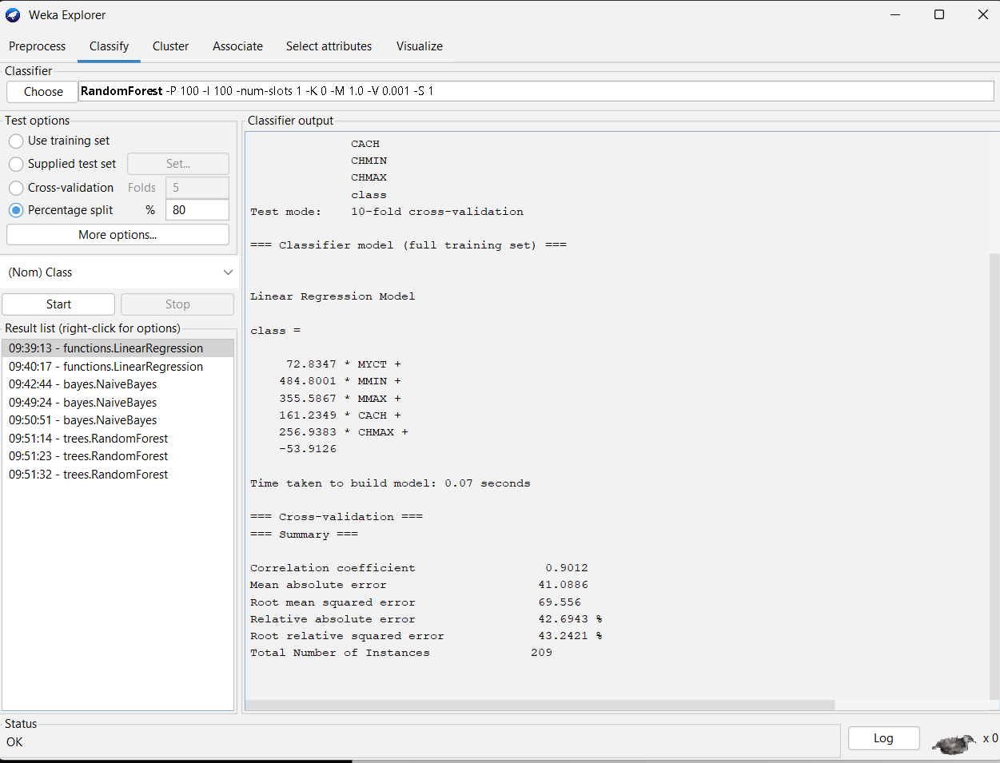 Weka Explorer
Preprocess Classify Cluster Associate Select attributes Visualize
Classifier
Choose RandomForest -P 100 -I 100 -num-slots 1 -K 0 -M 1.0 -V 0.001 -S 1
Test options
Use training set
Supplied test set Set...
Cross-validation Folds 5
Percentage split % 80
More options...
(Nom) Class
Start Stop
Result list (right-click for options)
09:39:13 - functions.LinearRegression
09:40:17 - functions.LinearRegression
09:42:44 - bayes.NaiveBayes
09:49:24 - bayes.NaiveBayes
09:50:51 - bayes.NaiveBayes
09:51:14 - trees.RandomForest
09:51:23 - trees.RandomForest
09:51:32 - trees.RandomForest
Classifier output
CACH
CHMIN
CHMAX
class
Test mode: 10-fold cross-validation
=== Classifier model (full training set) ===
Linear Regression Model
class =
72.8347 * MYCT +
484.8001 * MMIN +
355.5867 * MMAX +
161.2349 * CACH +
256.9383 * CHMAX +
-53.9126
Time taken to build model: 0.07 seconds
=== Cross-validation ===
=== Summary ===
Correlation coefficient 0.9012
Mean absolute error 41.0886
Root mean squared error 69.556
Relative absolute error 42.6943 %
Root relative squared error 43.2421 %
Total Number of Instances 209
Status
OK
Log
x 0